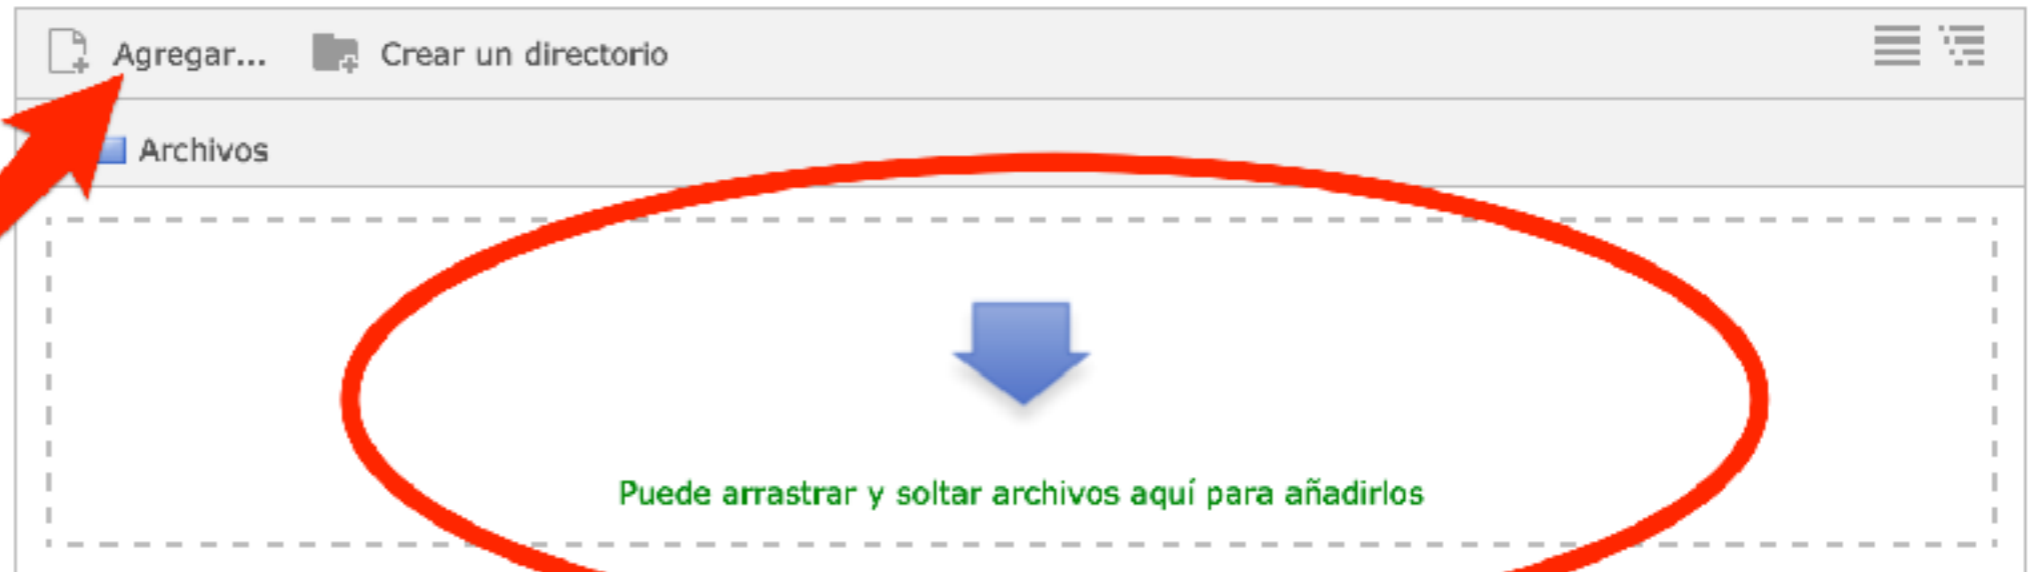 Agregar... Crear un directorio
Archivos
Puede arrastrar y soltar archivos aquí para añadirlos